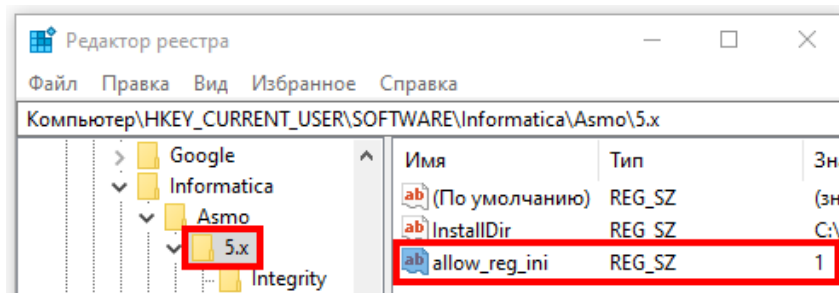 Редактор реестра
Файл Правка Вид Избранное Справка
Компьютер\HKEY_CURRENT_USER\SOFTWARE\Informatica\Asmo\5.x
Google
Informatica
Asmo
5.x
Integrity
Имя Тип
(По умолчанию) REG_SZ
InstallDir REG_SZ C:\
allow_reg_ini REG_SZ 1